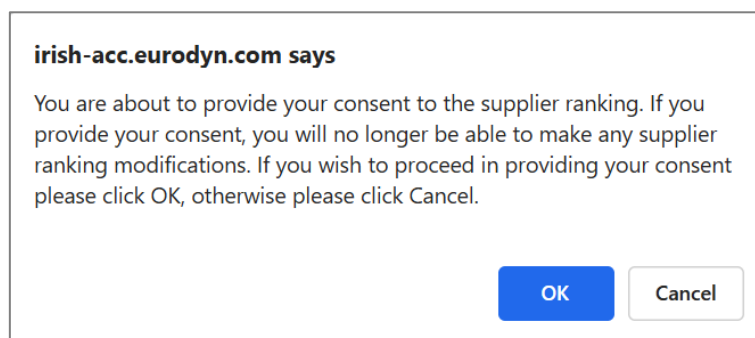 irish-acc.eurodyn.com says
You are about to provide your consent to the supplier ranking. If you
provide your consent, you will no longer be able to make any supplier
ranking modifications. If you wish to proceed in providing your consent
please click OK, otherwise please click Cancel.
OK
Cancel